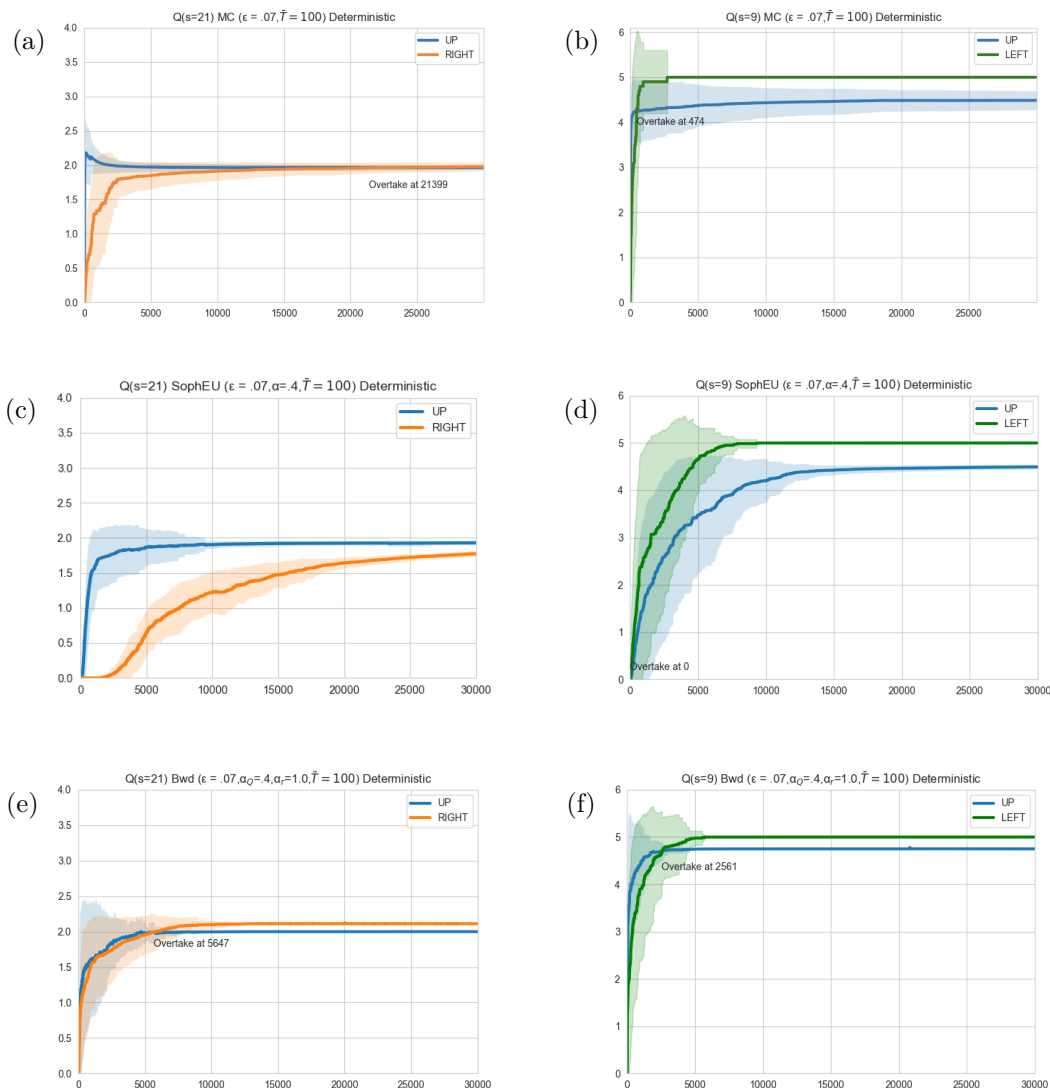 (a)
Q(s=21) MC (ε = .07,T̄ = 100) Deterministic
UP
RIGHT
4.0
3.5
3.0
2.5
2.0
1.5
1.0
0.5
0.0
Overtake at 21399
0 5000 10000 15000 20000 25000
(b)
Q(s=9) MC (ε = .07,T̄ = 100) Deterministic
UP
LEFT
6
5
4
3
2
1
0
Overtake at 474
0 5000 10000 15000 20000 25000
(c)
Q(s=21) SophEU (ε = .07,α=.4,T̄ = 100) Deterministic
UP
RIGHT
4.0
3.5
3.0
2.5
2.0
1.5
1.0
0.5
0.0
0 5000 10000 15000 20000 25000 30000
(d)
Q(s=9) SophEU (ε = .07,α=.4,T̄ = 100) Deterministic
UP
LEFT
6
5
4
3
2
1
0
Overtake at 0
0 5000 10000 15000 20000 25000 30000
(e)
Q(s=21) Bwd (ε = .07,α_Q=.4,α_r=1.0,T̄ = 100) Deterministic
UP
RIGHT
4.0
3.5
3.0
2.5
2.0
1.5
1.0
0.5
0.0
Overtake at 5647
0 5000 10000 15000 20000 25000 30000
(f)
Q(s=9) Bwd (ε = .07,α_Q=.4,α_r=1.0,T̄ = 100) Deterministic
UP
LEFT
6
5
4
3
2
1
0
Overtake at 2561
0 5000 10000 15000 20000 25000 30000